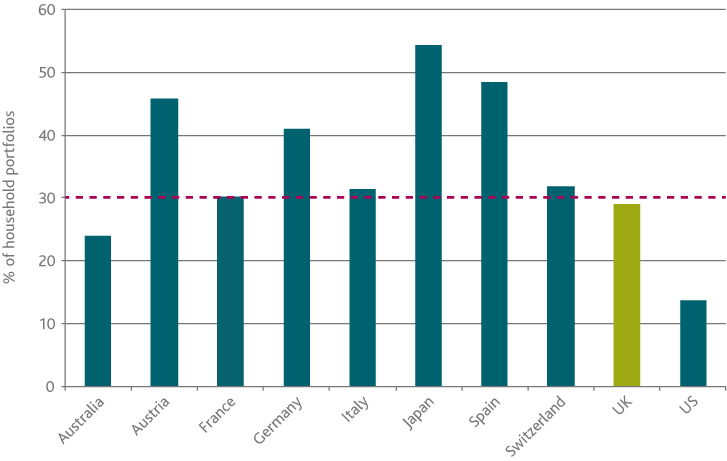 % of household portfolios
60
50
40
30
20
10
0
Australia
Austria
France
Germany
Italy
Japan
Spain
Switzerland
UK
US